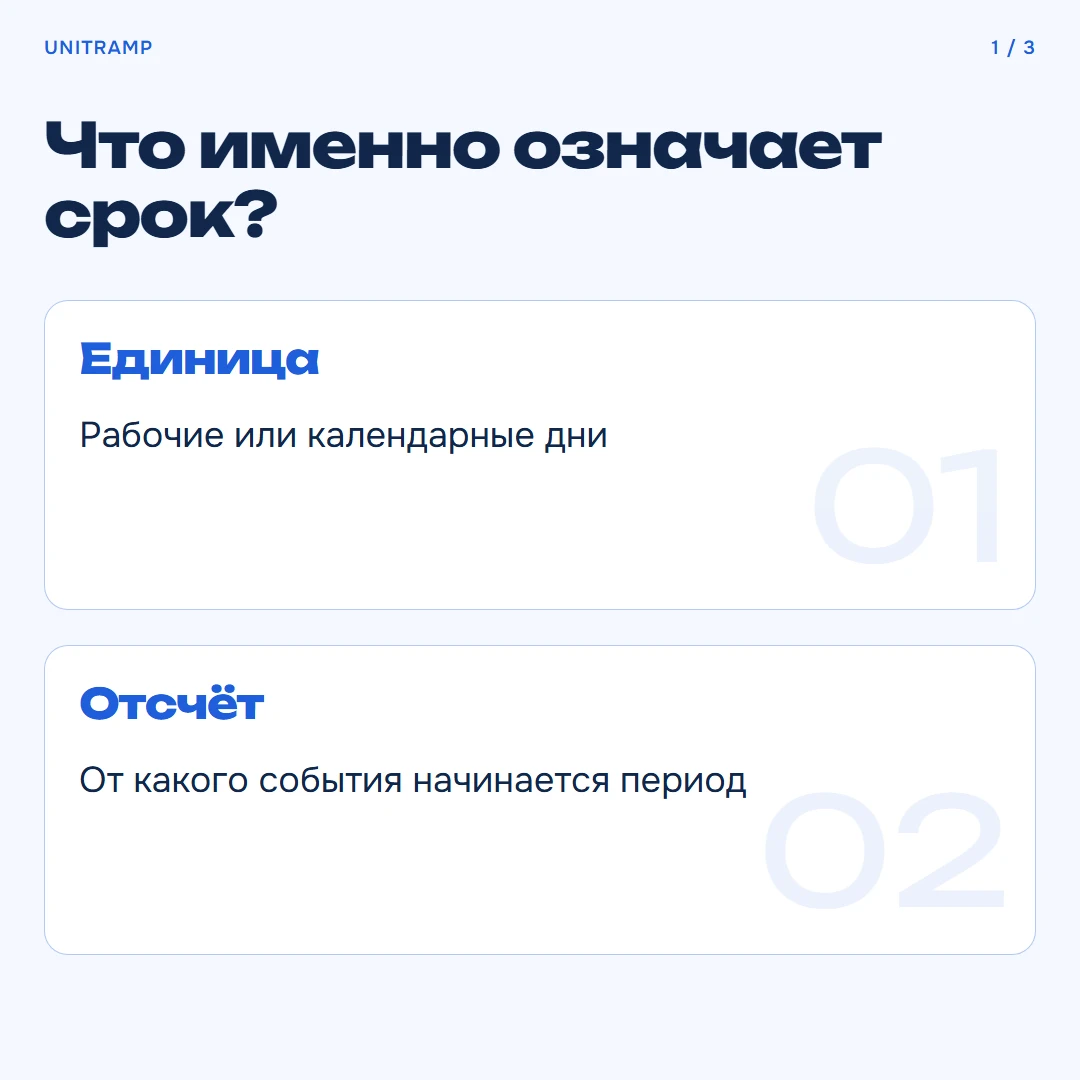 UNITRAMP
1 / 3
Что именно означает
срок?
Единица
Рабочие или календарные дни
01
Отсчёт
От какого события начинается период
02